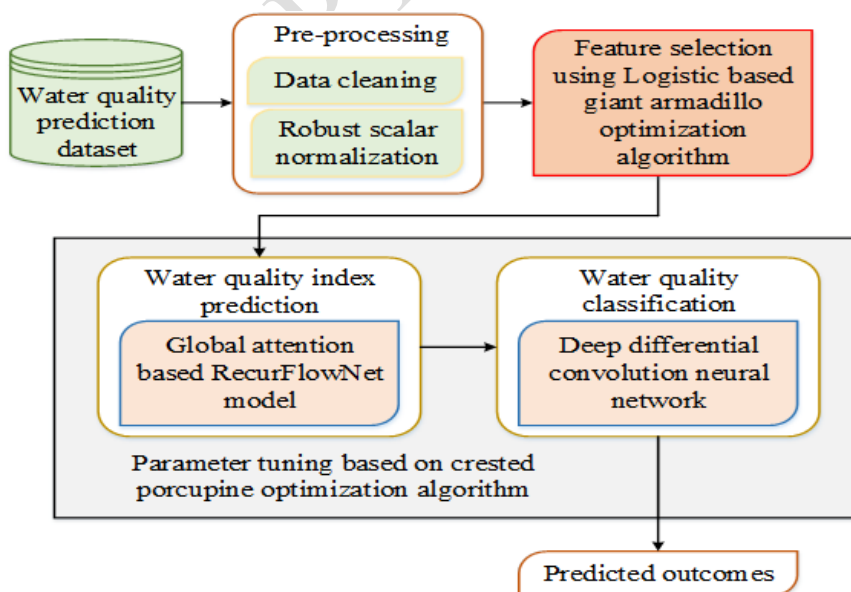 Water quality
prediction
dataset
Pre-processing
Data cleaning
Robust scalar
normalization
Feature selection
using Logistic based
giant armadillo
optimization
algorithm
Water quality index
prediction
Global attention
based RecurFlowNet
model
Water quality
classification
Deep differential
convolution neural
network
Parameter tuning based on crested
porcupine optimization algorithm
Predicted outcomes